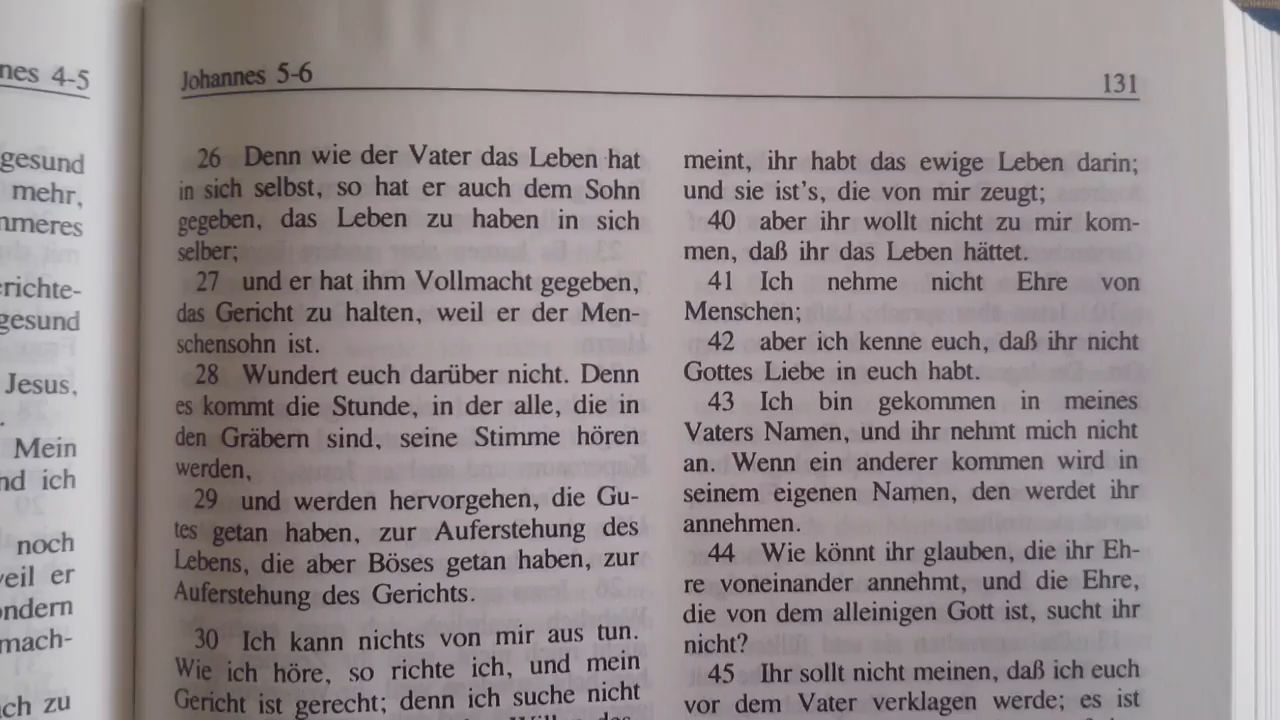 nes 4-5
gesund
mehr,
mmeres
erichte-
gesund
Jesus,
Mein
nd ich
noch
weil er
ondern
mach-
ich zu
Johannes 5-6
131
26 Denn wie der Vater das Leben hat
in sich selbst, so hat er auch dem Sohn
gegeben, das Leben zu haben in sich
selber;
27 und er hat ihm Vollmacht gegeben,
das Gericht zu halten, weil er der Men-
schensohn ist.
28 Wundert euch darüber nicht. Denn
es kommt die Stunde, in der alle, die in
den Gräbern sind, seine Stimme hören
werden,
29 und werden hervorgehen, die Gu-
tes getan haben, zur Auferstehung des
Lebens, die aber Böses getan haben, zur
Auferstehung des Gerichts.
30 Ich kann nichts von mir aus tun.
Wie ich höre, so richte ich, und mein
Gericht ist gerecht; denn ich suche nicht
meint, ihr habt das ewige Leben darin;
und sie ist's, die von mir zeugt;
40 aber ihr wollt nicht zu mir kom-
men, daß ihr das Leben hättet.
41 Ich nehme nicht Ehre von
Menschen;
42 aber ich kenne euch, daß ihr nicht
Gottes Liebe in euch habt.
43 Ich bin gekommen in meines
Vaters Namen, und ihr nehmt mich nicht
an. Wenn ein anderer kommen wird in
seinem eigenen Namen, den werdet ihr
annehmen.
44 Wie könnt ihr glauben, die ihr Eh-
re voneinander annehmt, und die Ehre,
die von dem alleinigen Gott ist, sucht ihr
nicht?
45 Ihr sollt nicht meinen, daß ich euch
vor dem Vater verklagen werde; es ist